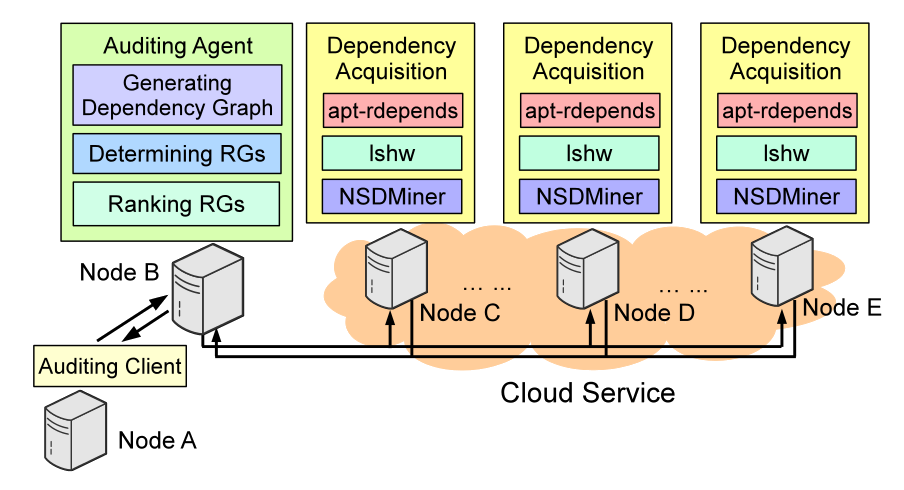 Auditing Agent
Generating
Dependency Graph
Determining RGs
Ranking RGs
Dependency
Acquisition
apt-rdepends
lshw
NSDMiner
Dependency
Acquisition
apt-rdepends
lshw
NSDMiner
Dependency
Acquisition
apt-rdepends
lshw
NSDMiner
Node B
... ...
... ...
Node C
Node D
Node E
Auditing Client
Cloud Service
Node A